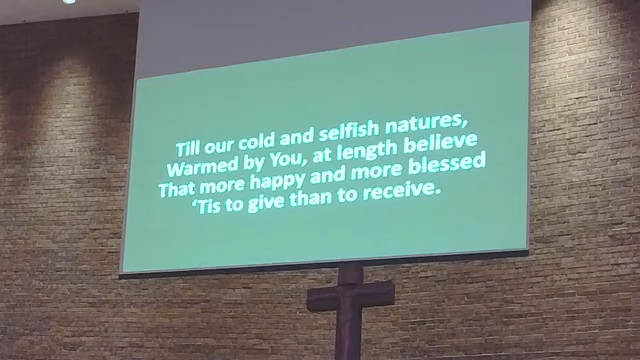 Till our cold and selfish natures,
Warmed by You, at length believe
That more happy and more blessed
‘Tis to give than to receive.